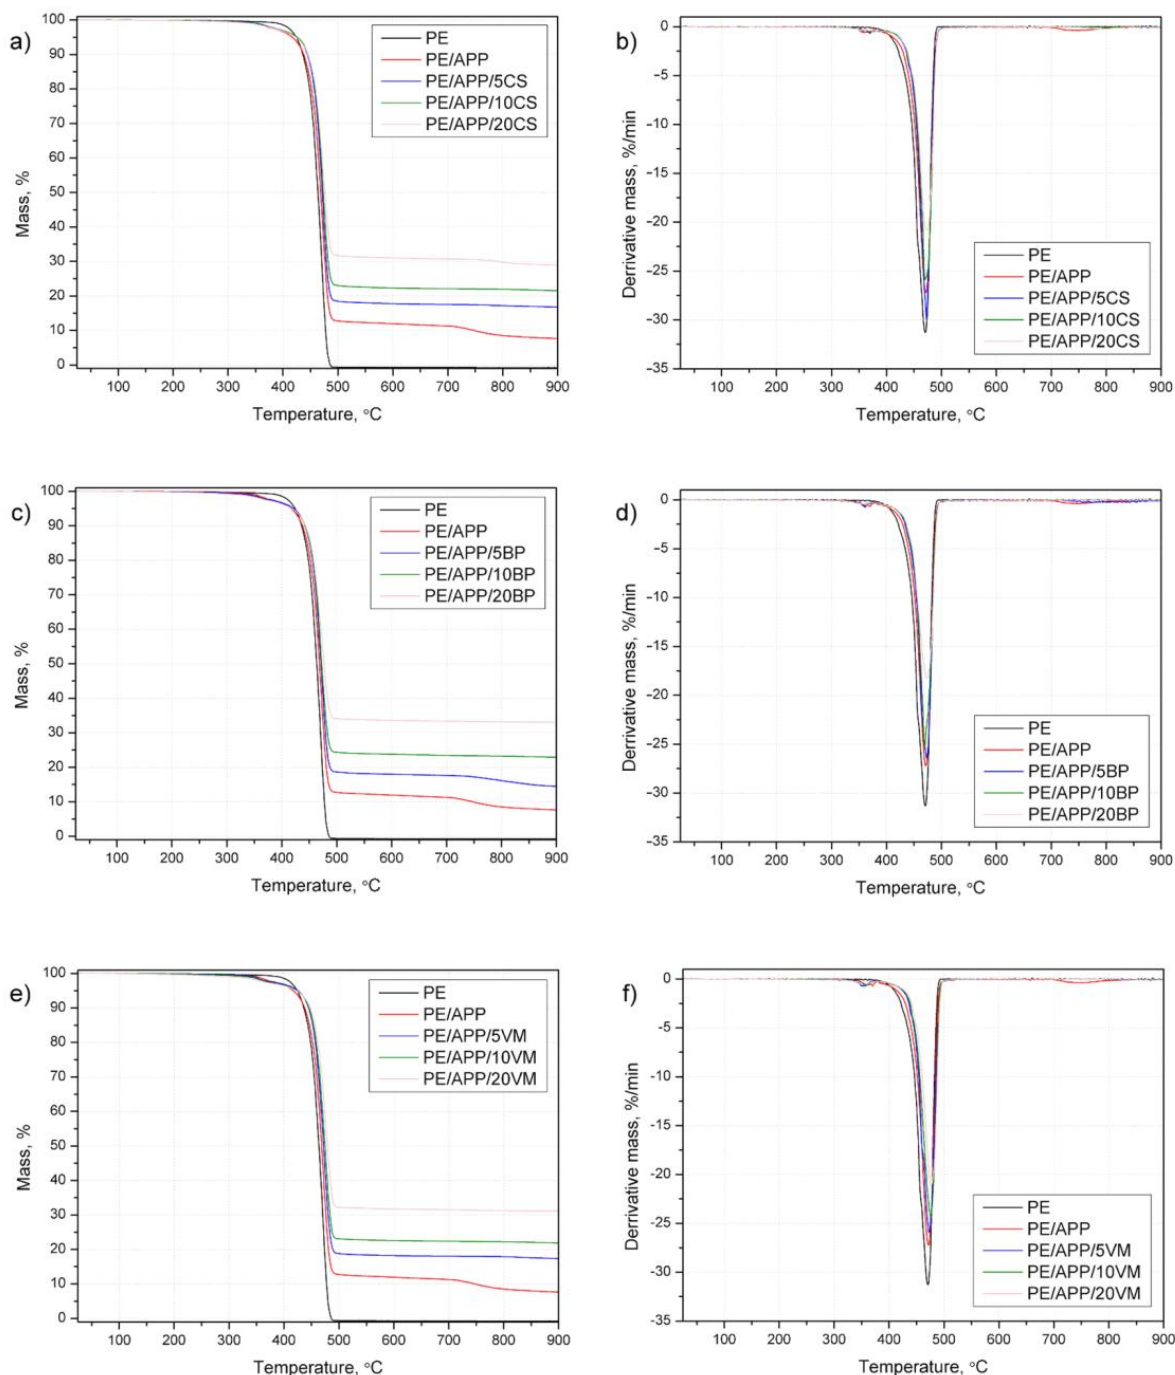 a)
Mass, %
100
90
80
70
60
50
40
30
20
10
0
PE
PE/APP
PE/APP/5CS
PE/APP/10CS
PE/APP/20CS
100 200 300 400 500 600 700 800 900
Temperature, °C
b)
Derrivative mass, %/min
0
-5
-10
-15
-20
-25
-30
-35
PE
PE/APP
PE/APP/5CS
PE/APP/10CS
PE/APP/20CS
100 200 300 400 500 600 700 800 900
Temperature, °C
c)
Mass, %
100
90
80
70
60
50
40
30
20
10
0
PE
PE/APP
PE/APP/5BP
PE/APP/10BP
PE/APP/20BP
100 200 300 400 500 600 700 800 900
Temperature, °C
d)
Derrivative mass, %/min
0
-5
-10
-15
-20
-25
-30
-35
PE
PE/APP
PE/APP/5BP
PE/APP/10BP
PE/APP/20BP
100 200 300 400 500 600 700 800 900
Temperature, °C
e)
Mass, %
100
90
80
70
60
50
40
30
20
10
0
PE
PE/APP
PE/APP/5VM
PE/APP/10VM
PE/APP/20VM
100 200 300 400 500 600 700 800 900
Temperature, °C
f)
Derrivative mass, %/min
0
-5
-10
-15
-20
-25
-30
-35
PE
PE/APP
PE/APP/5VM
PE/APP/10VM
PE/APP/20VM
100 200 300 400 500 600 700 800 900
Temperature, °C